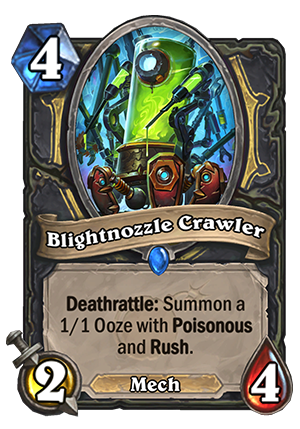 4
Blightnozzle Crawler
Deathrattle: Summon a
1/1 Ooze with Poisonous
and Rush.
2
Mech
4